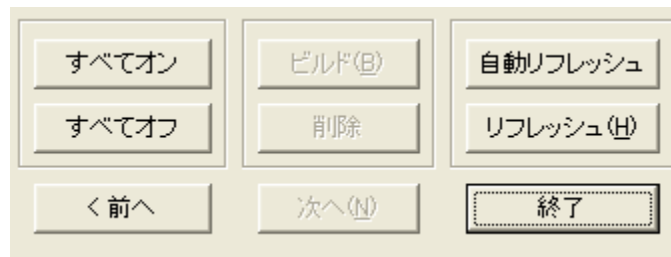 すべてオン
ビルド(B)
自動リフレッシュ
すべてオフ
削除
リフレッシュ(H)
< 前へ
次へ(N)
終了